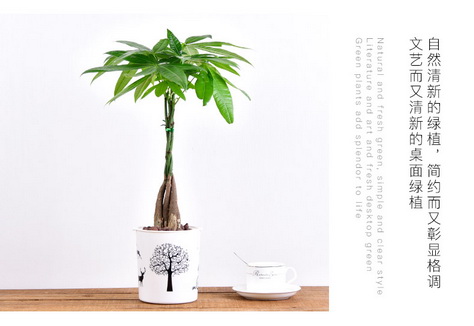 自然清新的绿植，简约而又彰显格调
文艺而又清新的桌面绿植
Natural and fresh green, simple and clear style
Literature and art and fresh desktop green
Green plants add splendor to life